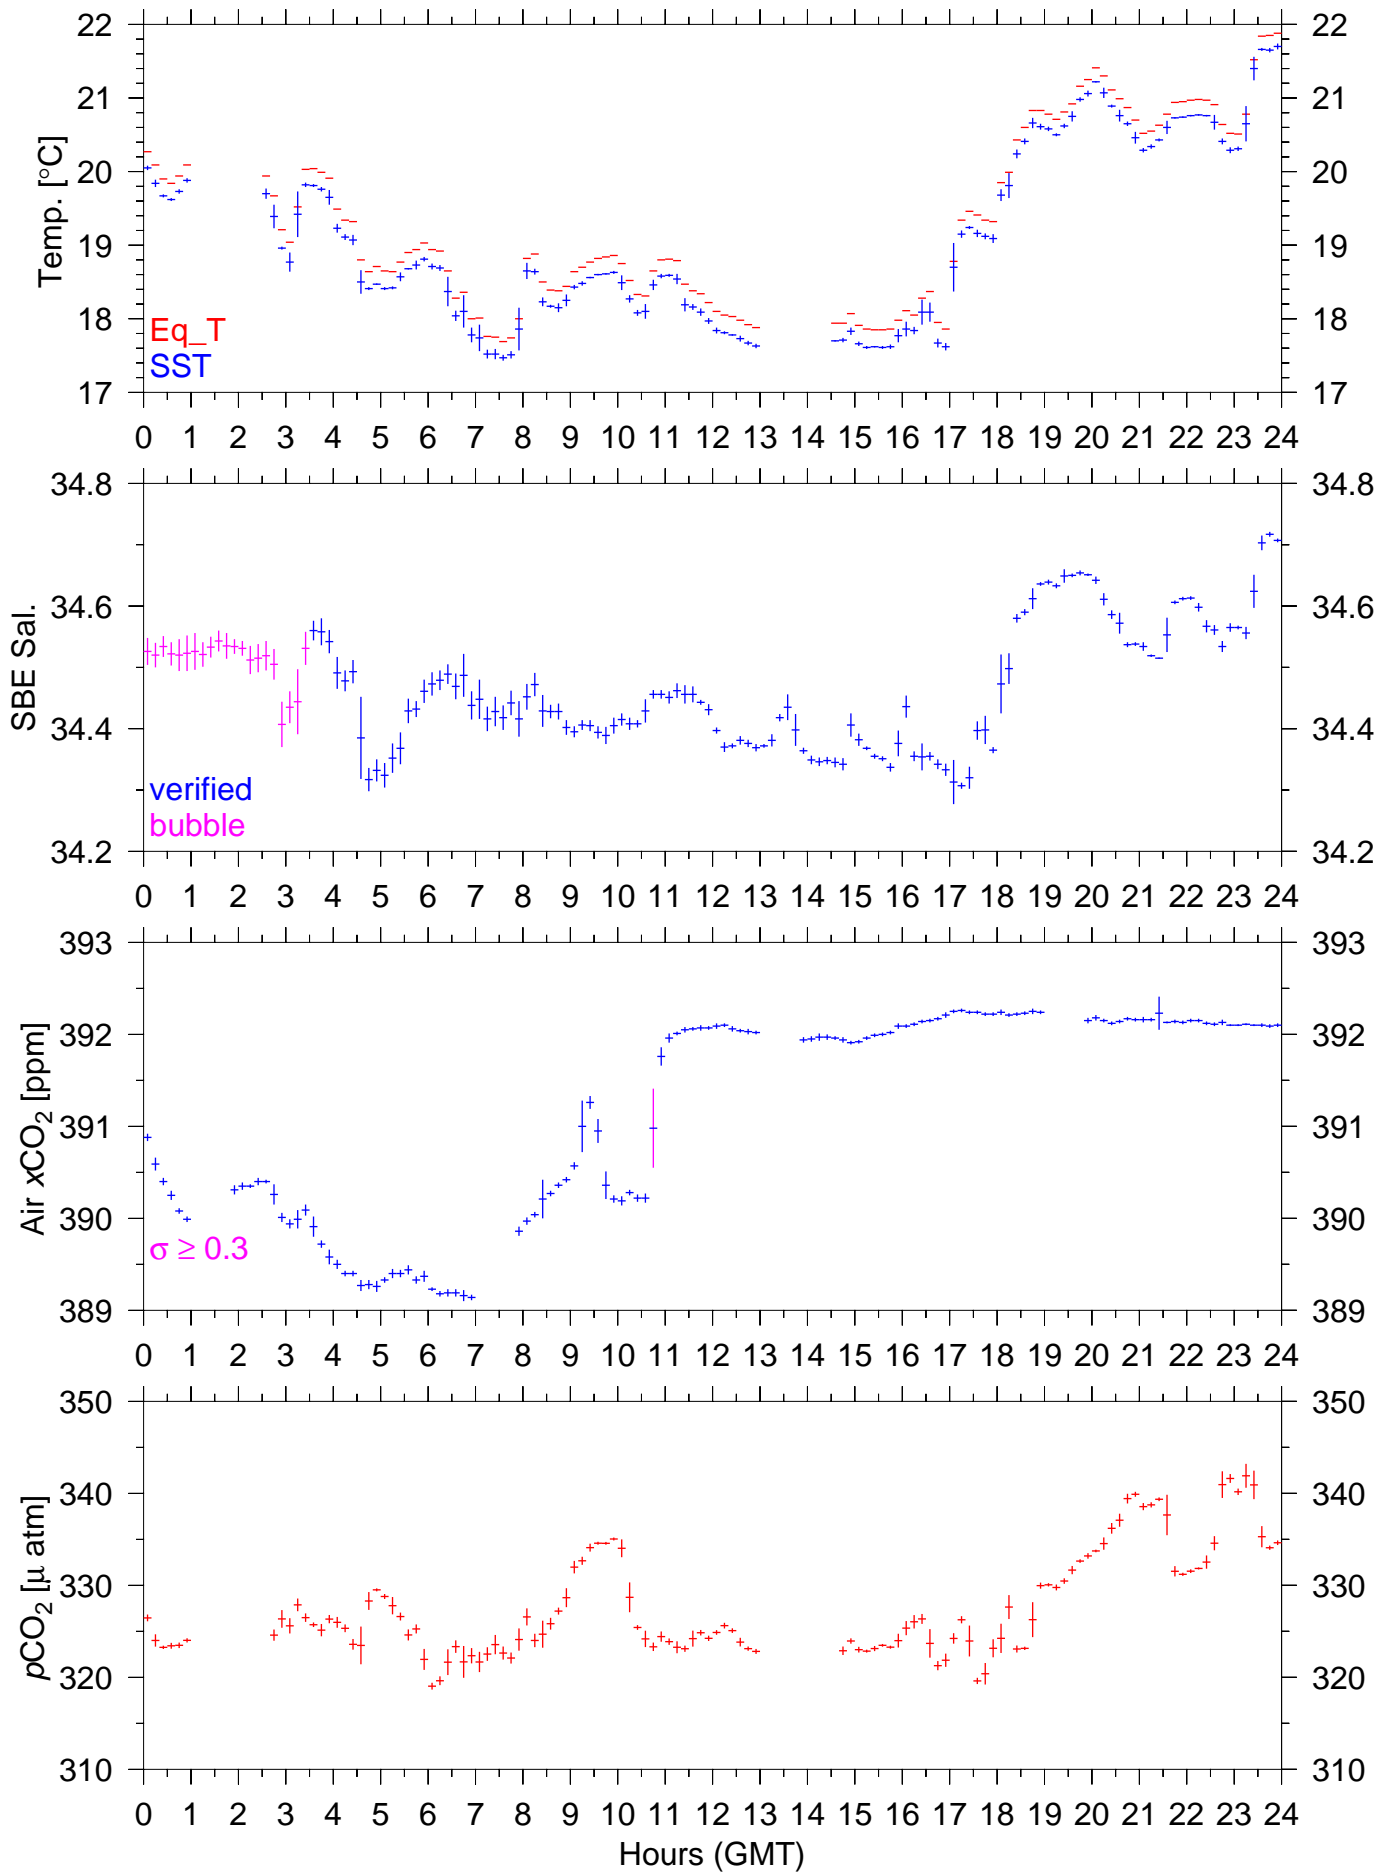 22 22
21 21
20 20
19 19
18 18
17 17
Temp. [°C]
Eq_T
SST
0 1 2 3 4 5 6 7 8 9 10 11 12 13 14 15 16 17 18 19 20 21 22 23 24
34.8 34.8
34.6 34.6
34.4 34.4
34.2 34.2
SBE Sal.
verified
bubble
0 1 2 3 4 5 6 7 8 9 10 11 12 13 14 15 16 17 18 19 20 21 22 23 24
393 393
392 392
391 391
390 390
389 389
Air xCO₂ [ppm]
σ ≥ 0.3
0 1 2 3 4 5 6 7 8 9 10 11 12 13 14 15 16 17 18 19 20 21 22 23 24
350 350
340 340
330 330
320 320
310 310
pCO₂ [μ atm]
0 1 2 3 4 5 6 7 8 9 10 11 12 13 14 15 16 17 18 19 20 21 22 23 24
Hours (GMT)